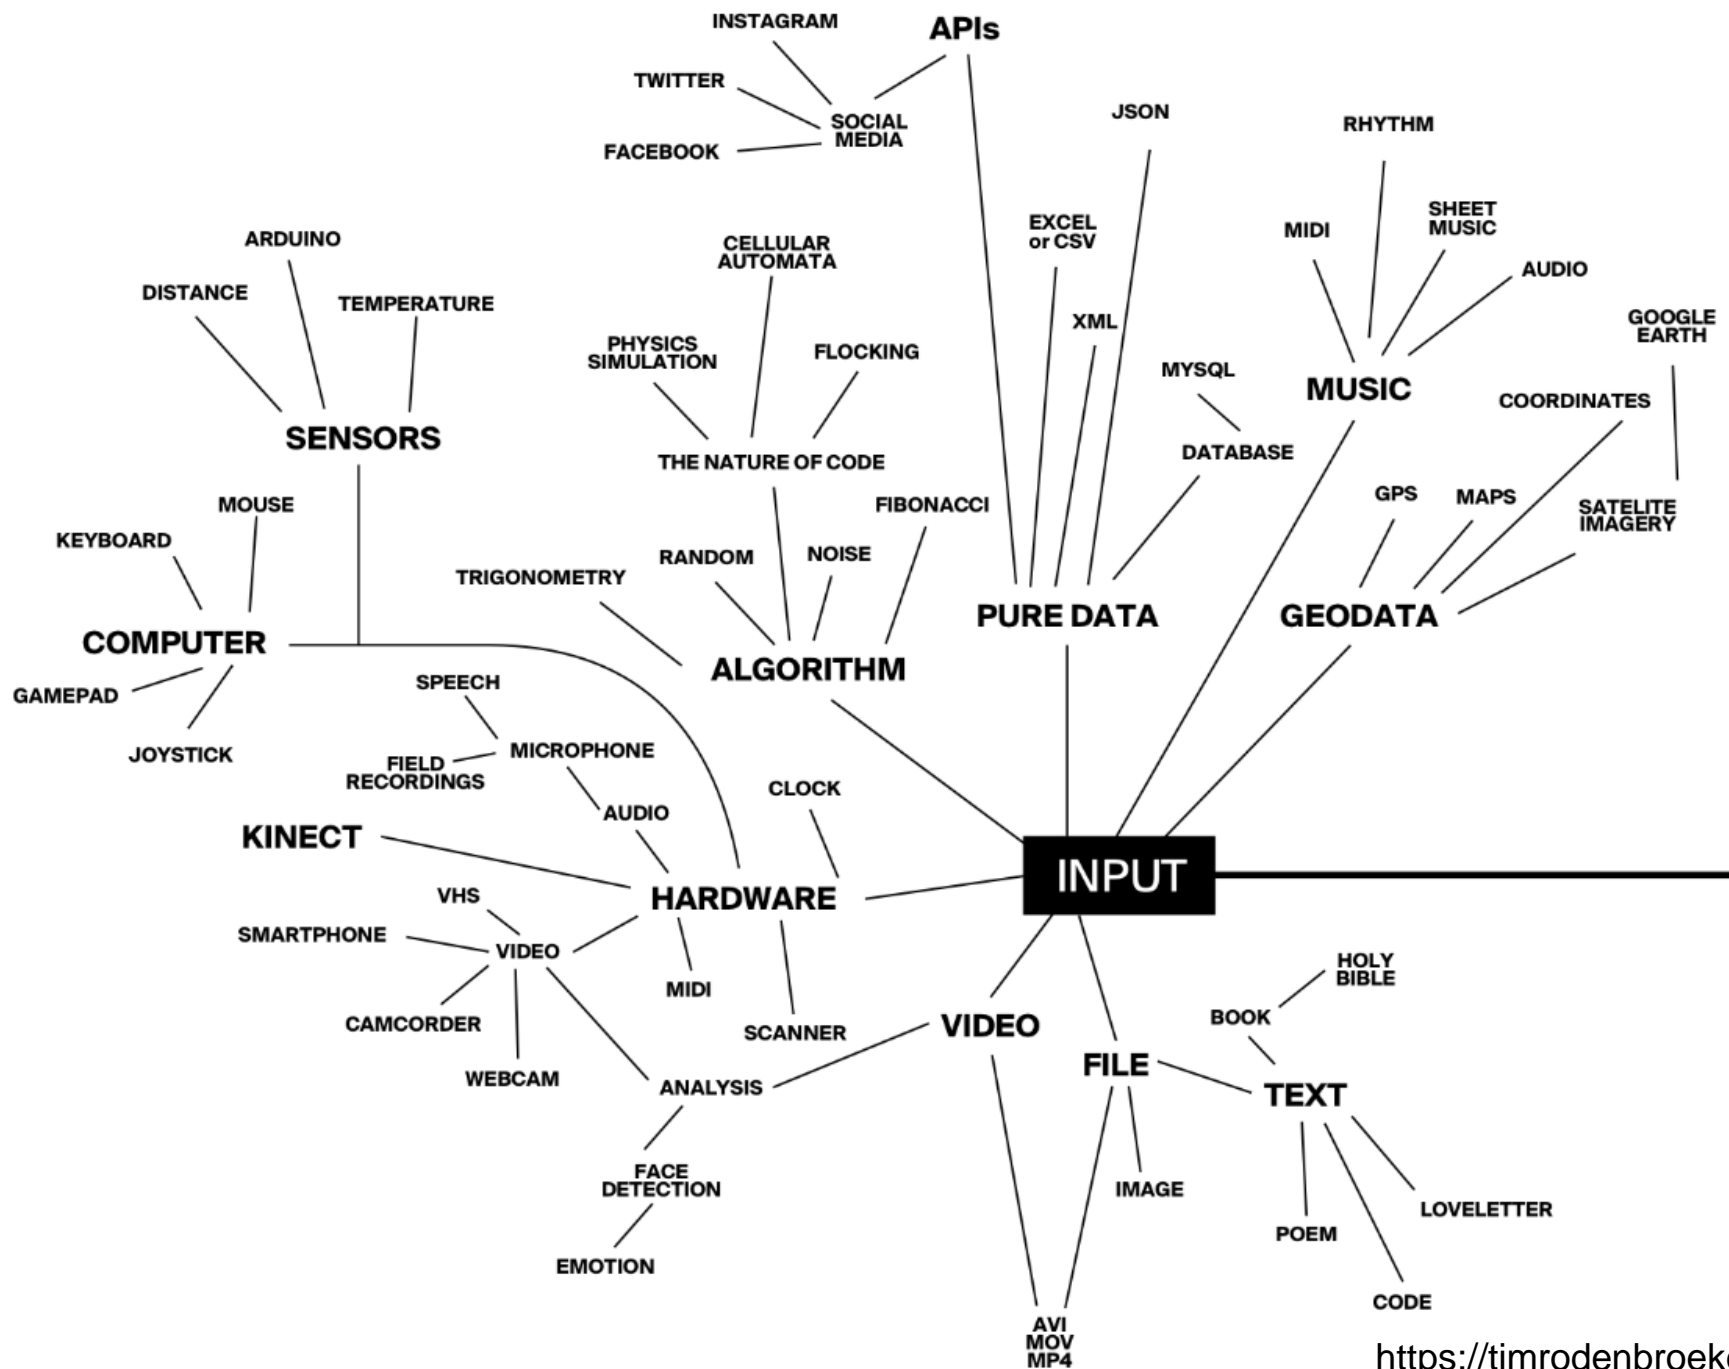 INSTAGRAM
APIs
TWITTER
SOCIAL
MEDIA
FACEBOOK
JSON
RHYTHM
EXCEL
or CSV
MIDI
SHEET
MUSIC
AUDIO
ARDUINO
DISTANCE
TEMPERATURE
CELLULAR
AUTOMATA
PHYSICS
SIMULATION
FLOCKING
XML
MYSQL
GOOGLE
EARTH
MUSIC
COORDINATES
SENSORS
THE NATURE OF CODE
DATABASE
MOUSE
KEYBOARD
FIBONACCI
GPS
MAPS
SATELITE
IMAGERY
TRIGONOMETRY
RANDOM
NOISE
PURE DATA
GEODATA
COMPUTER
ALGORITHM
GAMEPAD
SPEECH
JOYSTICK
FIELD
RECORDINGS
MICROPHONE
CLOCK
AUDIO
KINECT
INPUT
HARDWARE
VHS
SMARTPHONE
VIDEO
MIDI
HOLY
BIBLE
CAMCORDER
SCANNER
VIDEO
BOOK
WEBCAM
ANALYSIS
FILE
TEXT
FACE
DETECTION
IMAGE
LOVELETTER
POEM
EMOTION
CODE
AVI
MOV
MP4
https://timrodenbroek